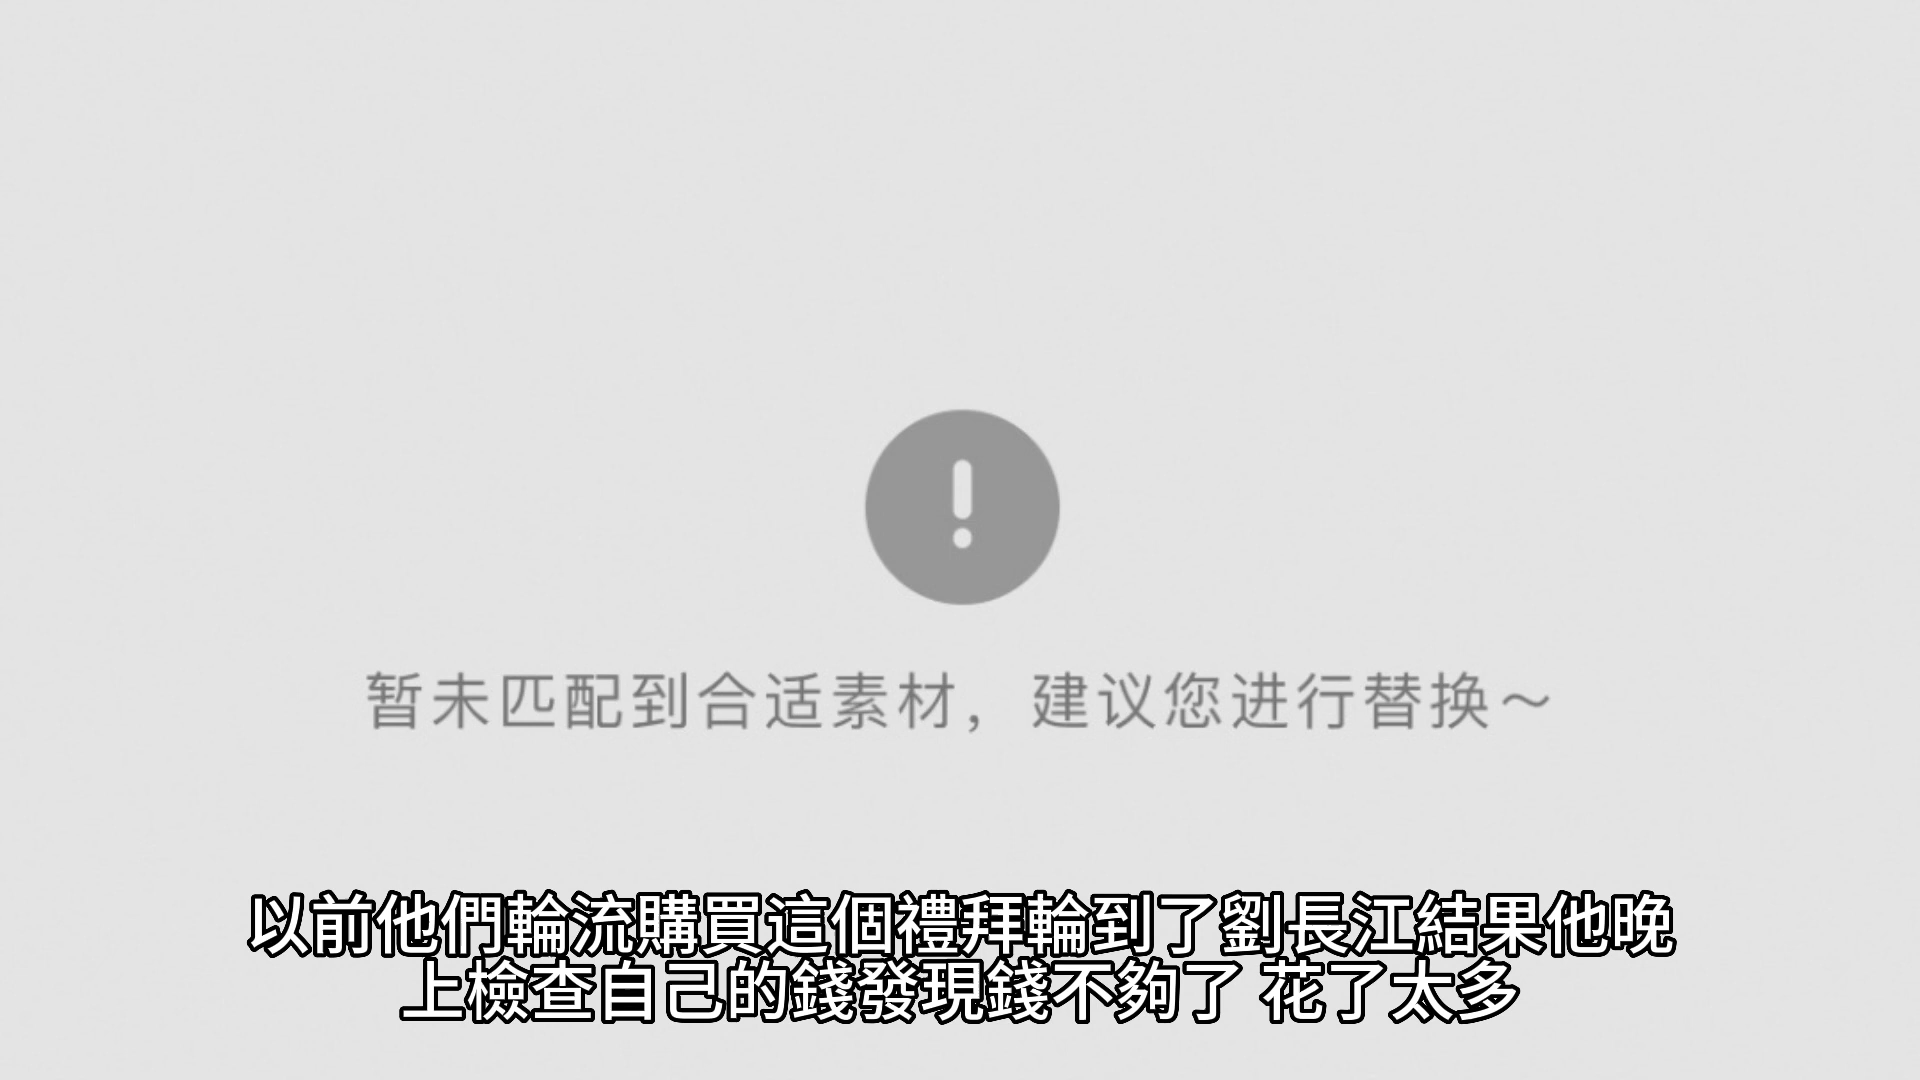 暂未匹配到合适素材，建议您进行替换～
以前他們輪流購買這個禮拜輪到了劉長江結果他晚
上檢查自己的錢發現錢不夠了 花了太多